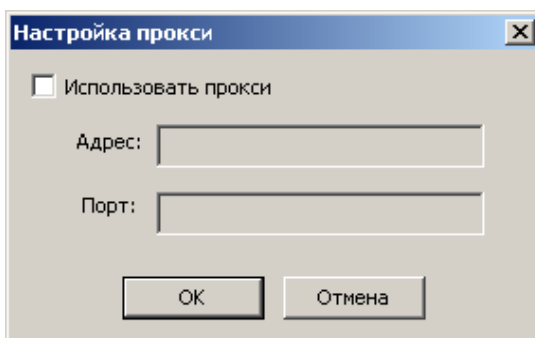 Настройка прокси
Использовать прокси
Адрес:
Порт:
OK
Отмена